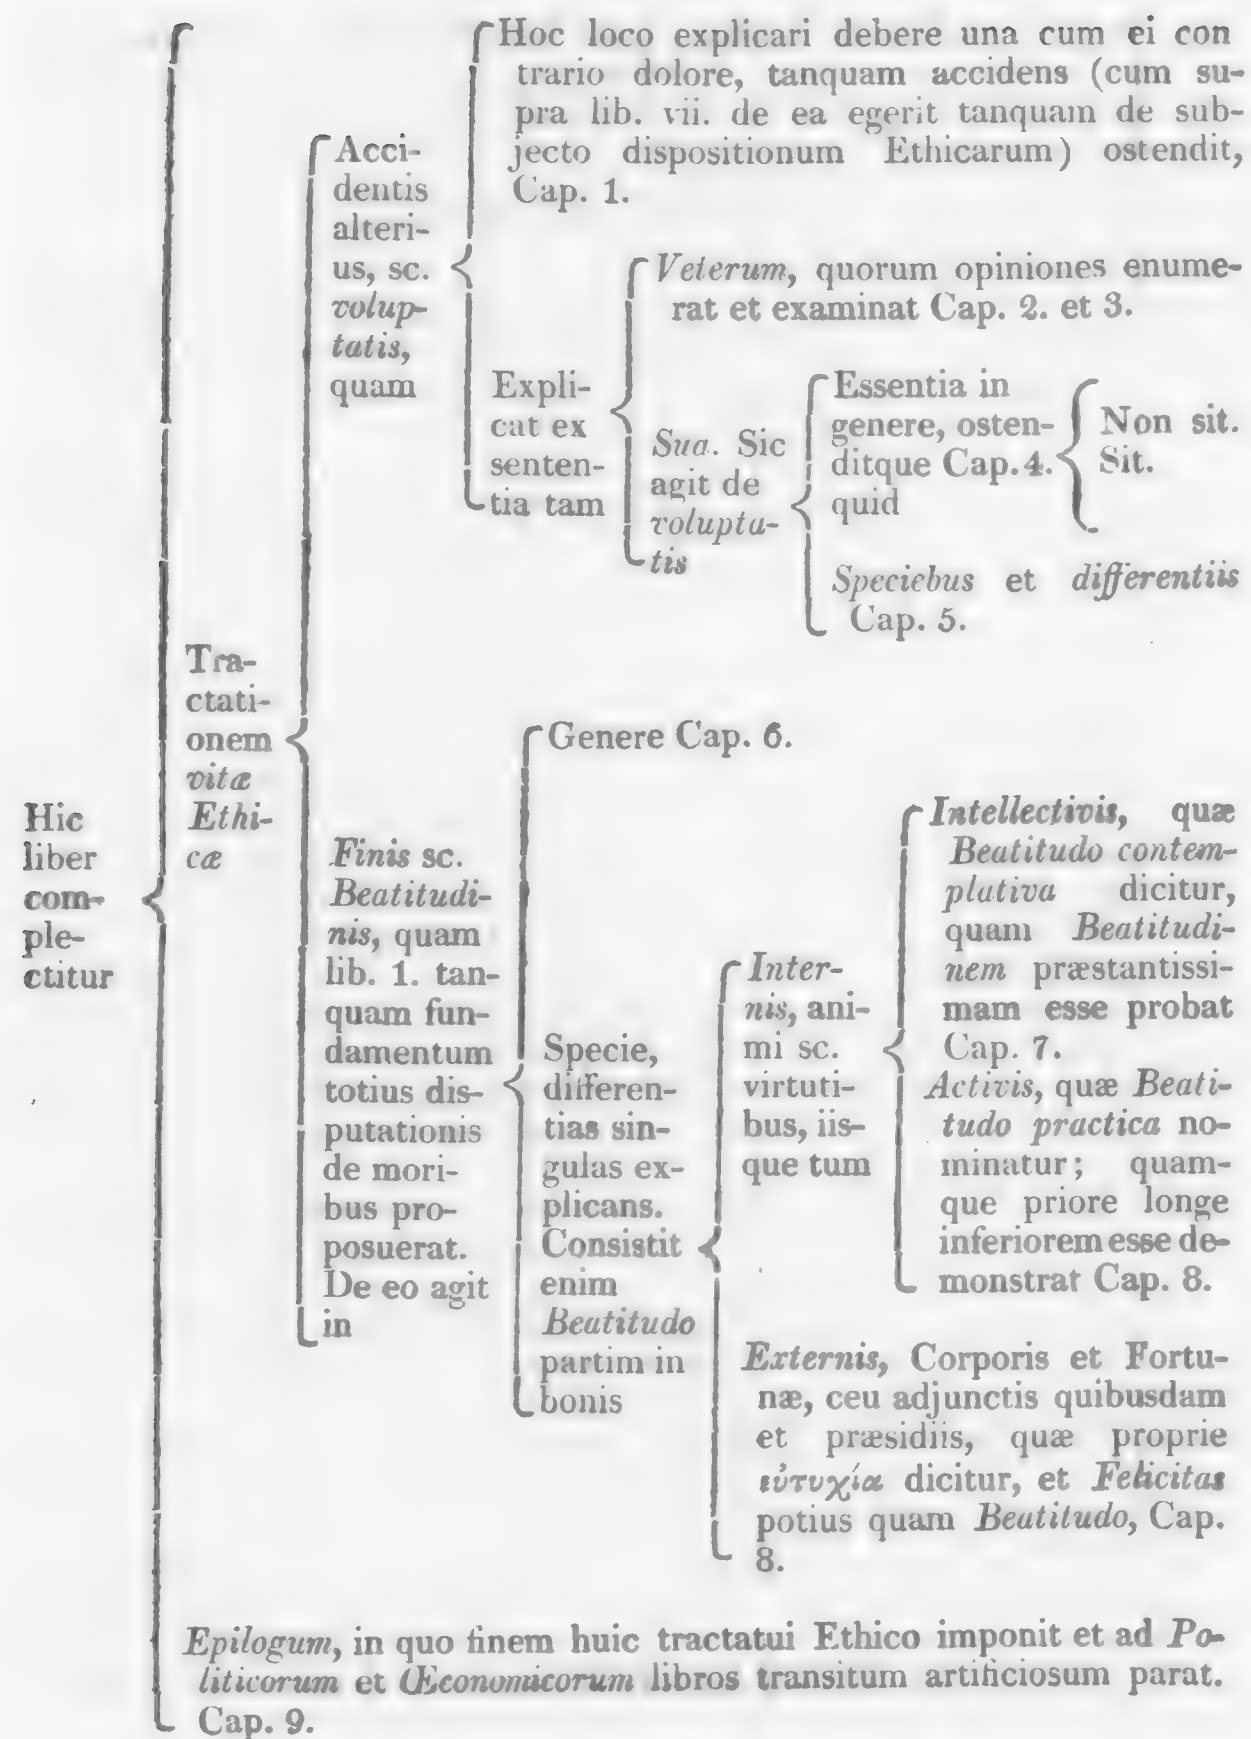 Hic
liber
com-
ple-
ctitur
Tra-
ctati-
onem
vitæ
Ethi-
cæ
Acci-
dentis
alteri-
us, sc.
volup-
tatis,
quam
Hoc loco explicari debere una cum ei con
trario dolore, tanquam accidens (cum su-
pra lib. vii. de ea egerit tanquam de sub-
jecto dispositionum Ethicarum) ostendit,
Cap. 1.
Expli-
cat ex
senten-
tia tam
Veterum, quorum opiniones enume-
rat et examinat Cap. 2. et 3.
Sua. Sic
agit de
volupta-
tis
Essentia in
genere, osten-
ditque Cap. 4.
quid
Non sit.
Sit.
Speciebus et differentiis
Cap. 5.
Finis sc.
Beatitudi-
nis, quam
lib. 1. tan-
quam fun-
damentum
totius dis-
putationis
de mori-
bus pro-
posuerat.
De eo agit
in
Genere Cap. 6.
Specie,
differen-
tias sin-
gulas ex-
plicans.
Consistit
enim
Beatitudo
partim in
bonis
Inter-
nis, ani-
mi sc.
virtuti-
bus, iis-
que tum
Intellectivis, quæ
Beatitudo contem-
plativa dicitur,
quam Beatitudi-
nem præstantissi-
mam esse probat
Cap. 7.
Activis, quæ Beati-
tudo practica no-
minatur; quam-
que priore longe
inferiorem esse de-
monstrat Cap. 8.
Externis, Corporis et Fortu-
næ, ceu adjunctis quibusdam
et præsidiis, quæ proprie
εὐτυχία dicitur, et Felicitas
potius quam Beatitudo, Cap.
8.
Epilogum, in quo finem huic tractatui Ethico imponit et ad Po-
liticorum et Œconomicorum libros transitum artificiosum parat.
Cap. 9.